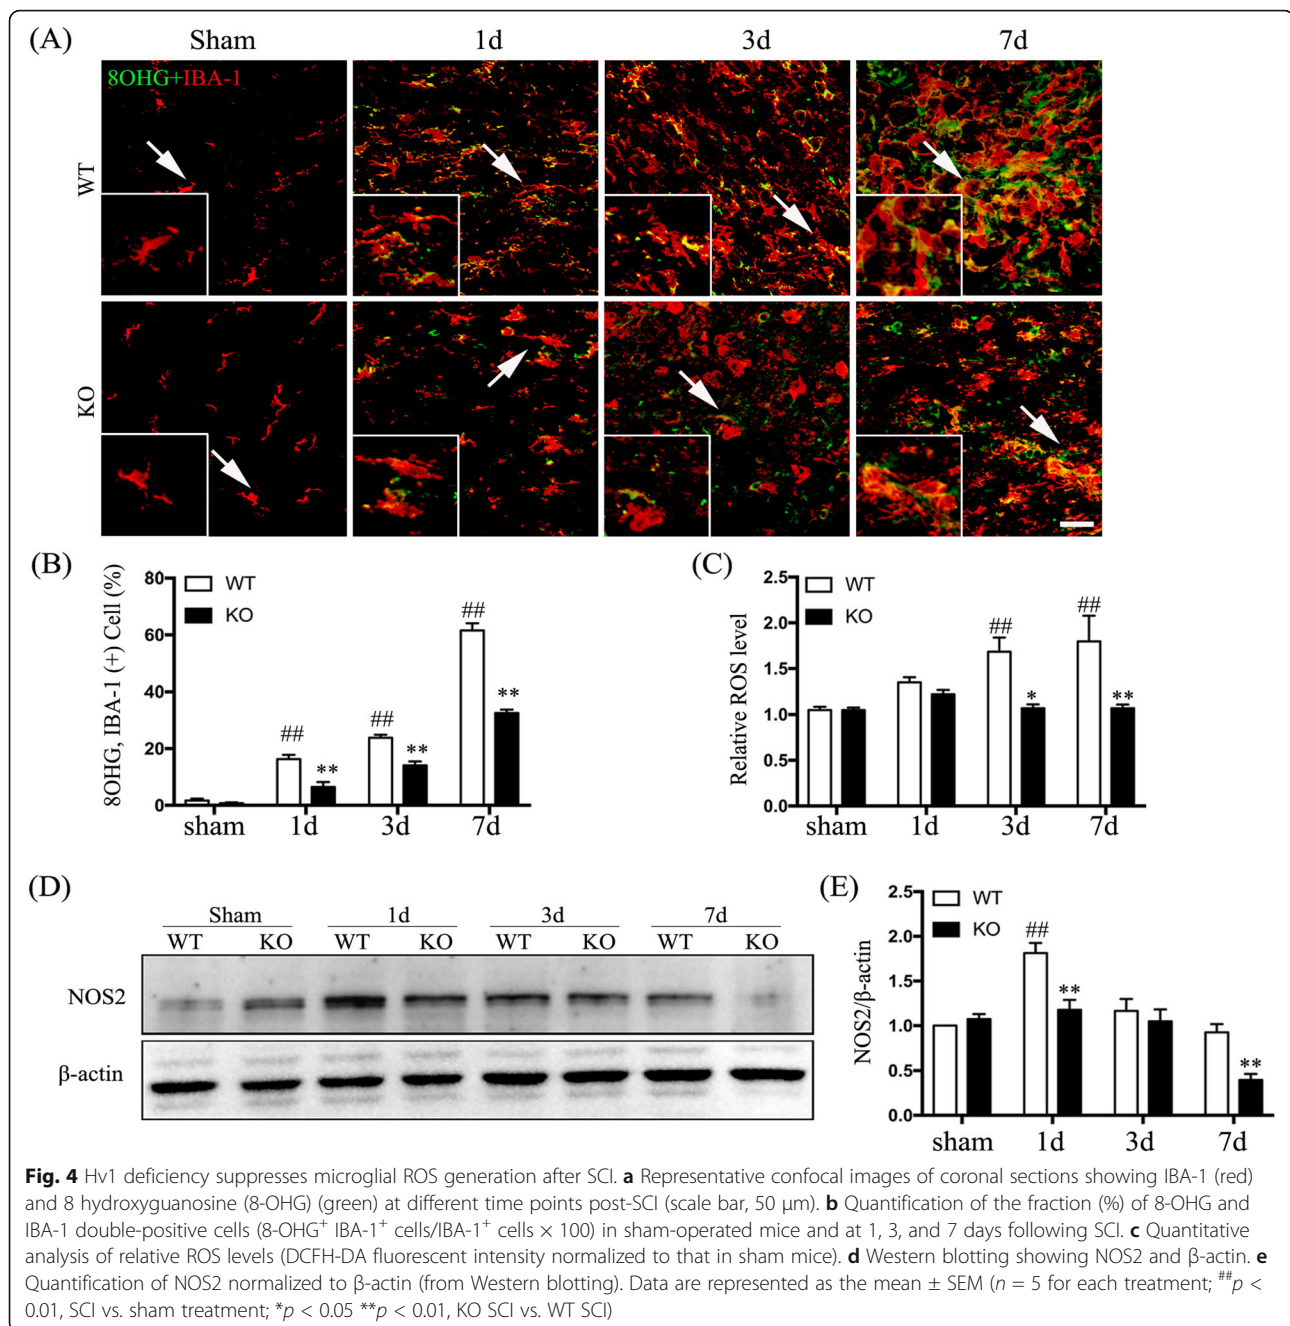 (A)
Sham 1d 3d 7d
8OHG+IBA-1
WT
KO
(B)
8OHG, IBA-1 (+) Cell (%)
80
60
40
20
0
WT
KO
##
**
##
**
##
**
sham 1d 3d 7d
(C)
Relative ROS level
2.5
2.0
1.5
1.0
0.5
0.0
WT
KO
##
*
##
**
sham 1d 3d 7d
(D)
Sham 1d 3d 7d
WT KO WT KO WT KO WT KO
NOS2
β-actin
(E)
NOS2/β-actin
2.5
2.0
1.5
1.0
0.5
0.0
WT
KO
##
**
**
sham 1d 3d 7d
Fig. 4 Hv1 deficiency suppresses microglial ROS generation after SCI. a Representative confocal images of coronal sections showing IBA-1 (red)
and 8 hydroxyguanosine (8-OHG) (green) at different time points post-SCI (scale bar, 50 μm). b Quantification of the fraction (%) of 8-OHG and
IBA-1 double-positive cells (8-OHG⁺ IBA-1⁺ cells/IBA-1⁺ cells × 100) in sham-operated mice and at 1, 3, and 7 days following SCI. c Quantitative
analysis of relative ROS levels (DCFH-DA fluorescent intensity normalized to that in sham mice). d Western blotting showing NOS2 and β-actin. e
Quantification of NOS2 normalized to β-actin (from Western blotting). Data are represented as the mean ± SEM (n = 5 for each treatment; ##p <
0.01, SCI vs. sham treatment; *p < 0.05 **p < 0.01, KO SCI vs. WT SCI)